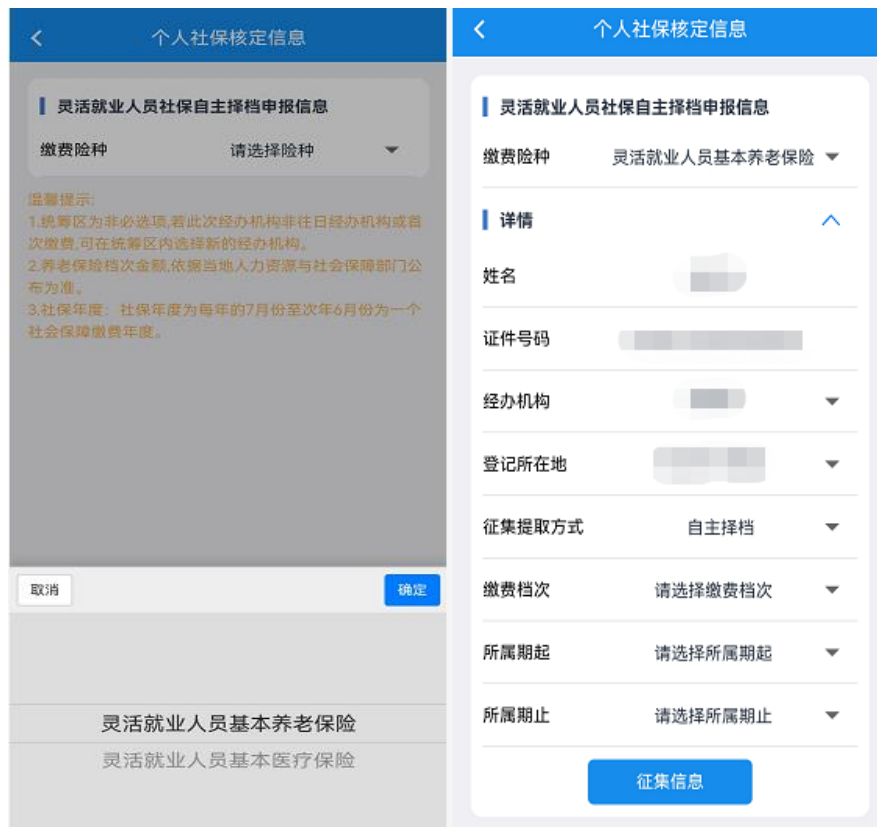 个人社保核定信息
灵活就业人员社保自主择档申报信息
缴费险种 请选择险种
温馨提示:
1.统筹区为非必选项,若此次经办机构非往日经办机构或首
次缴费,可在统筹区内选择新的经办机构。
2.养老保险档次金额,依据当地人力资源与社会保障部门公
布为准。
3.社保年度：社保年度为每年的7月份至次年6月份为一个
社会保障缴费年度。
取消 确定
灵活就业人员基本养老保险
灵活就业人员基本医疗保险
个人社保核定信息
灵活就业人员社保自主择档申报信息
缴费险种 灵活就业人员基本养老保险
详情
姓名
证件号码
经办机构
登记所在地
征集提取方式 自主择档
缴费档次 请选择缴费档次
所属期起 请选择所属期起
所属期止 请选择所属期止
征集信息